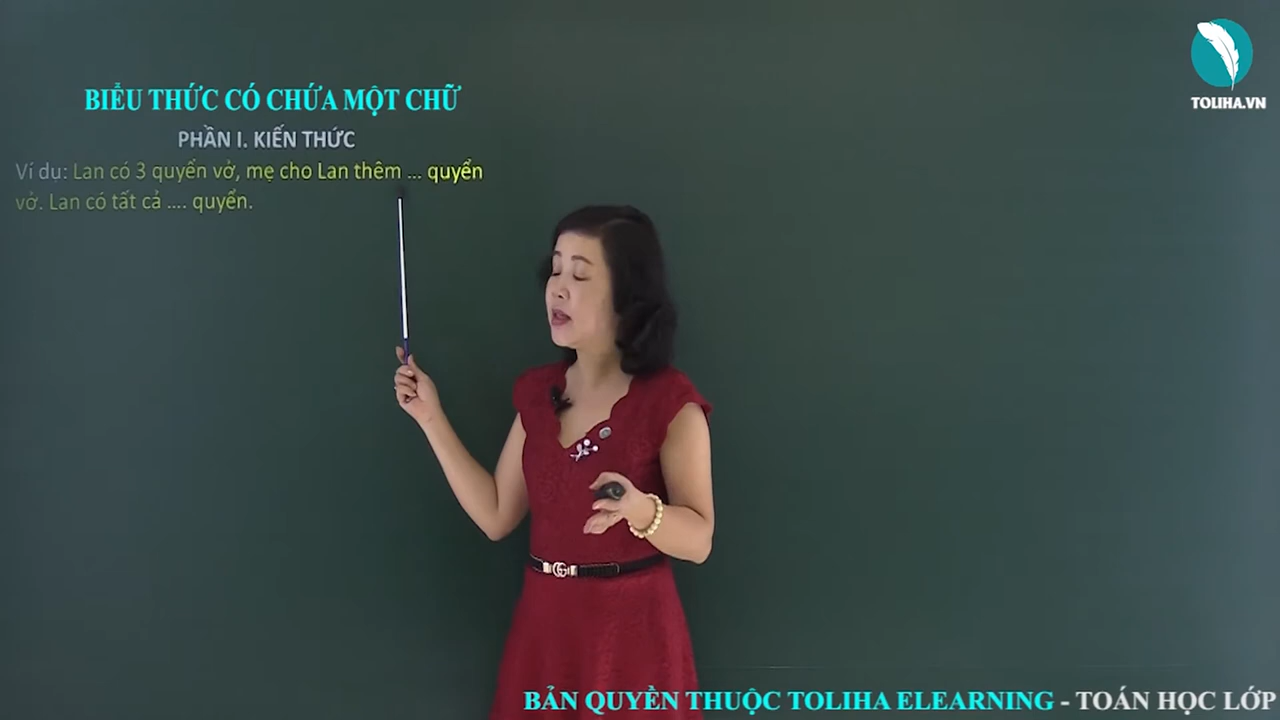 TOLIHA.VN
BIỂU THỨC CÓ CHỨA MỘT CHỮ
PHẦN I. KIẾN THỨC
Ví dụ: Lan có 3 quyển vở, mẹ cho Lan thêm ... quyển
vở. Lan có tất cả .... quyển.
BẢN QUYỀN THUỘC TOLIHA ELEARNING - TOÁN HỌC LỚP